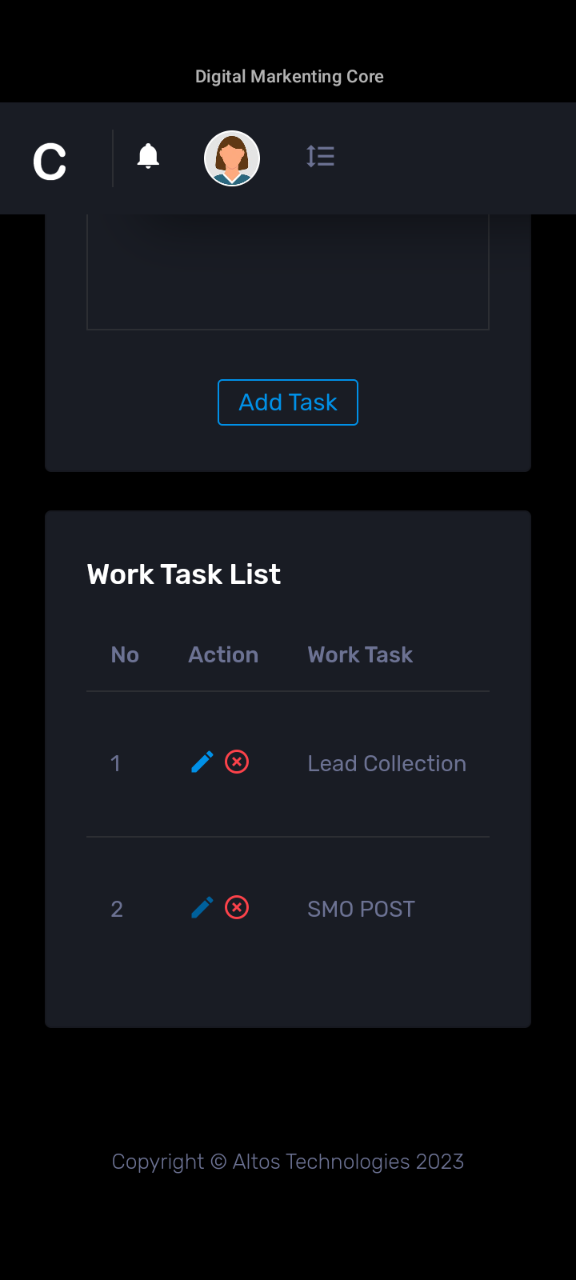 Digital Markenting Core
C
Add Task
Work Task List
No Action Work Task
1 Lead Collection
2 SMO POST
Copyright © Altos Technologies 2023